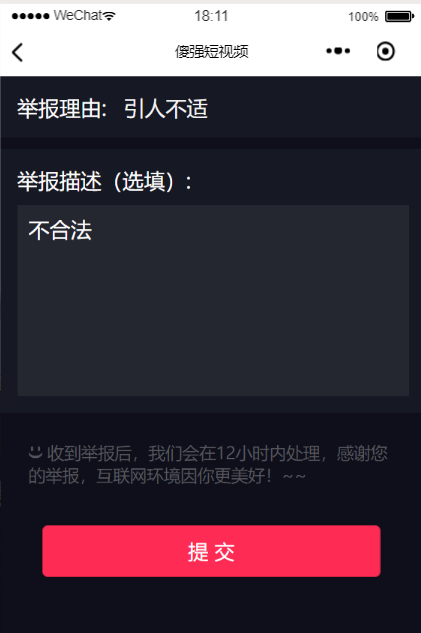 WeChat 18:11 100%
傻强短视频
举报理由: 引人不适
举报描述（选填）:
不合法
收到举报后，我们会在12小时内处理，感谢您
的举报，互联网环境因你更美好！~~
提交